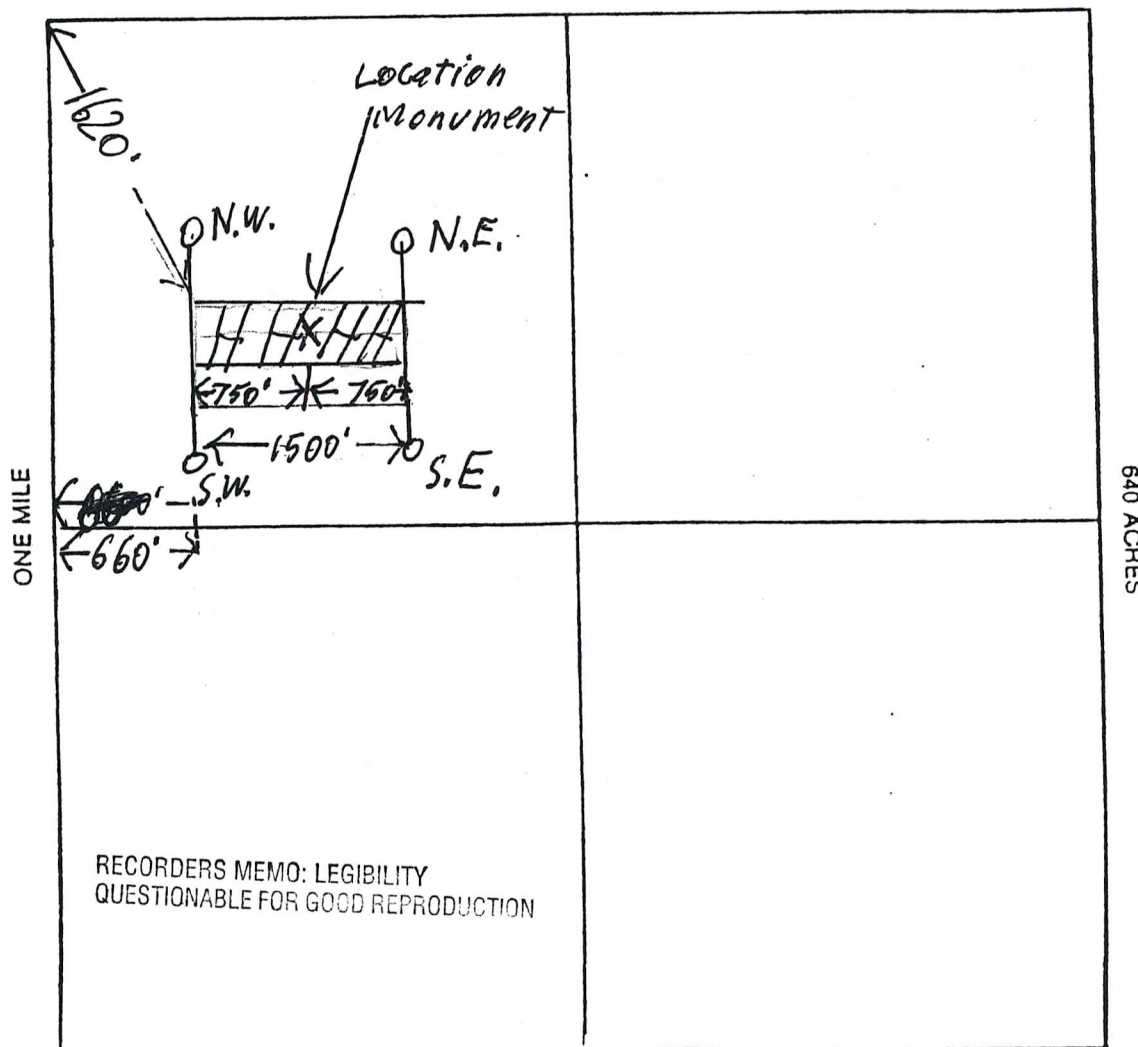 Location
Monument
1620.
N.W.
N.E.
X
750'
750'
1500'
S.W.
S.E.
660'
ONE MILE
640 ACRES
RECORDERS MEMO: LEGIBILITY
QUESTIONABLE FOR GOOD REPRODUCTION